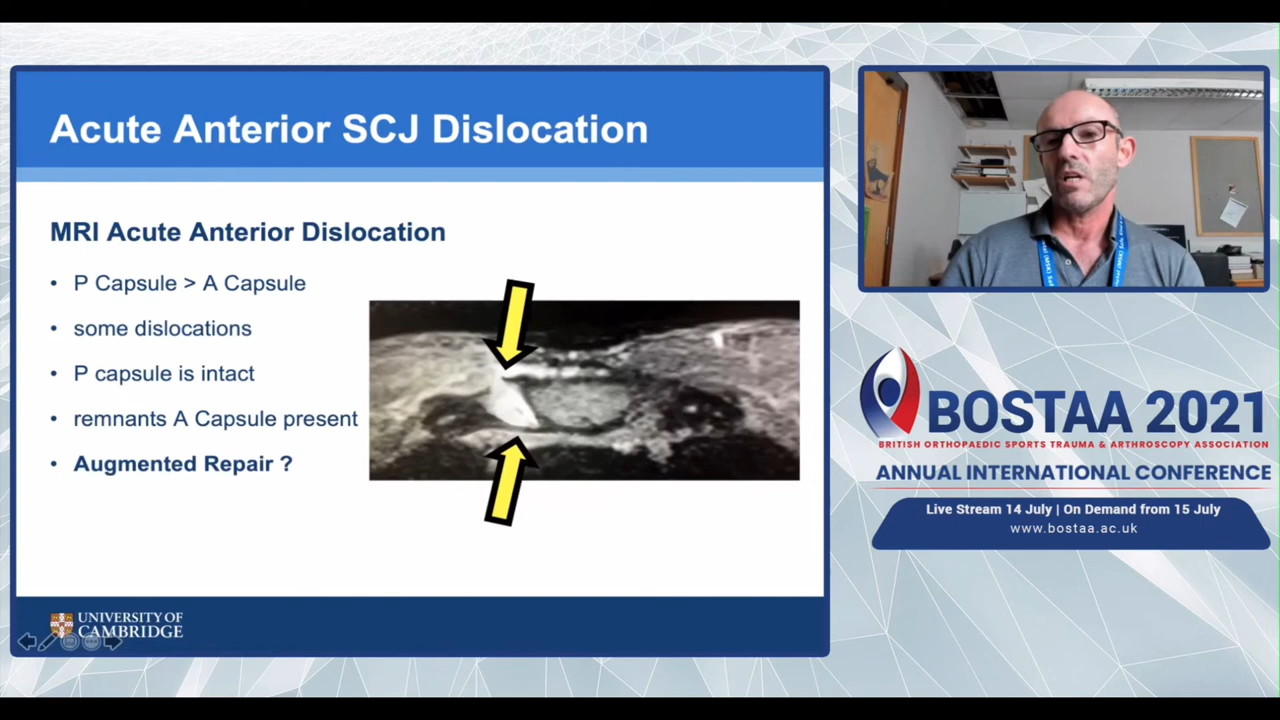 Acute Anterior SCJ Dislocation
MRI Acute Anterior Dislocation
• P Capsule > A Capsule
• some dislocations
• P capsule is intact
• remnants A Capsule present
• Augmented Repair ?
UNIVERSITY OF
CAMBRIDGE
BOSTAA 2021
BRITISH ORTHOPAEDIC SPORTS TRAUMA & ARTHROSCOPY ASSOCIATION
ANNUAL INTERNATIONAL CONFERENCE
Live Stream 14 July | On Demand from 15 July
www.bostaa.ac.uk